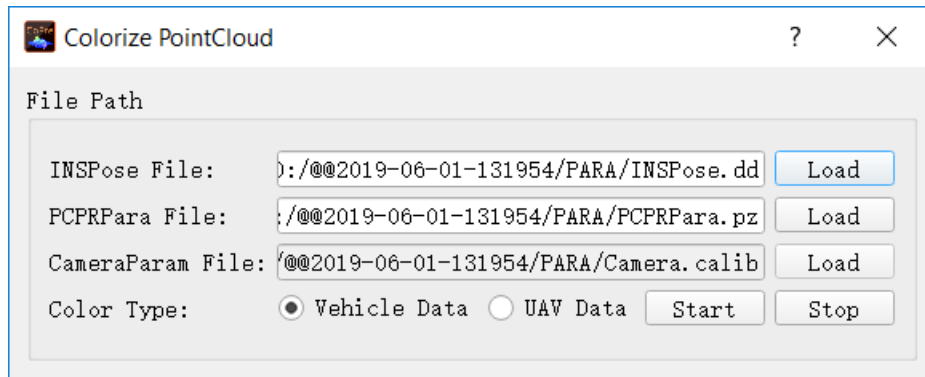 Colorize PointCloud ?
File Path
INSPose File: :/@@2019-06-01-131954/PARA/INSPose.dd Load
PCPRPara File: :/@@2019-06-01-131954/PARA/PCPRPara.pz Load
CameraParam File: /@@2019-06-01-131954/PARA/Camera.calib Load
Color Type: Vehicle Data UAV Data Start Stop